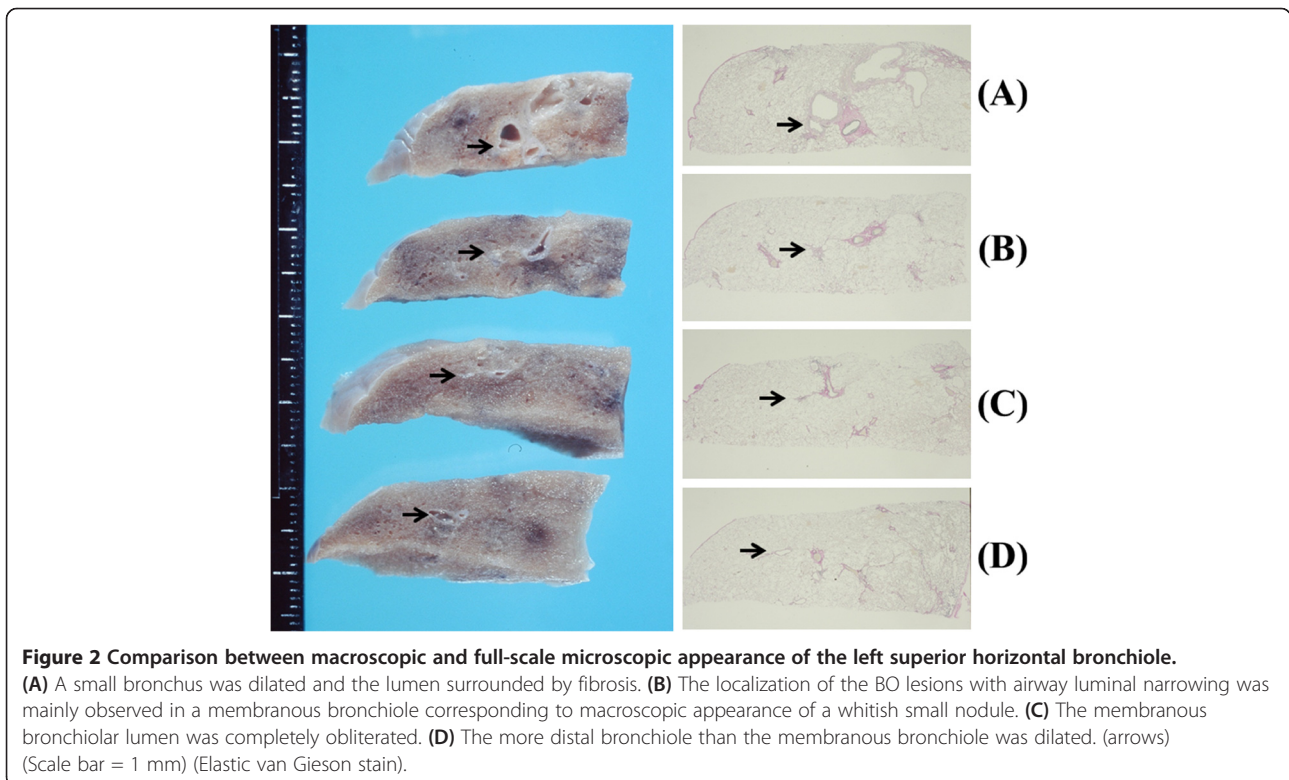 (A)
(B)
(C)
(D)
Figure 2 Comparison between macroscopic and full-scale microscopic appearance of the left superior horizontal bronchiole.
(A) A small bronchus was dilated and the lumen surrounded by fibrosis. (B) The localization of the BO lesions with airway luminal narrowing was
mainly observed in a membranous bronchiole corresponding to macroscopic appearance of a whitish small nodule. (C) The membranous
bronchiolar lumen was completely obliterated. (D) The more distal bronchiole than the membranous bronchiole was dilated. (arrows)
(Scale bar = 1 mm) (Elastic van Gieson stain).